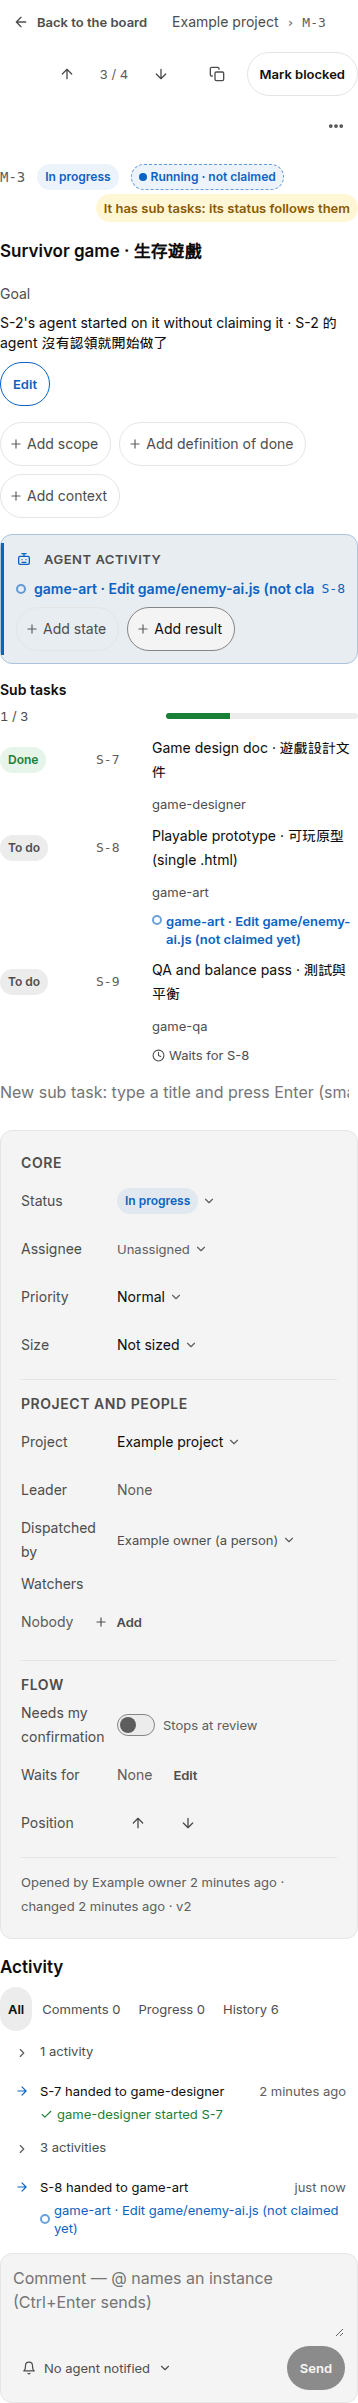 Back to the board Example project › M-3
3 / 4 Mark blocked
M-3 In progress Running · not claimed
It has sub tasks: its status follows them
Survivor game · 生存遊戲
Goal
S-2's agent started on it without claiming it · S-2 的
agent 沒有認領就開始做了
Edit
+ Add scope + Add definition of done
+ Add context
AGENT ACTIVITY
game-art · Edit game/enemy-ai.js (not cla S-8
+ Add state + Add result
Sub tasks
1 / 3
Done S-7 Game design doc · 遊戲設計文
件
game-designer
To do S-8 Playable prototype · 可玩原型
(single .html)
game-art
game-art · Edit game/enemy-
ai.js (not claimed yet)
To do S-9 QA and balance pass · 測試與
平衡
game-qa
Waits for S-8
New sub task: type a title and press Enter (sma
CORE
Status In progress
Assignee Unassigned
Priority Normal
Size Not sized
PROJECT AND PEOPLE
Project Example project
Leader None
Dispatched
by Example owner (a person)
Watchers
Nobody + Add
FLOW
Needs my
confirmation Stops at review
Waits for None Edit
Position
Opened by Example owner 2 minutes ago ·
changed 2 minutes ago · v2
Activity
All Comments 0 Progress 0 History 6
1 activity
S-7 handed to game-designer 2 minutes ago
game-designer started S-7
3 activities
S-8 handed to game-art just now
game-art · Edit game/enemy-ai.js (not claimed
yet)
Comment — @ names an instance
(Ctrl+Enter sends)
No agent notified Send